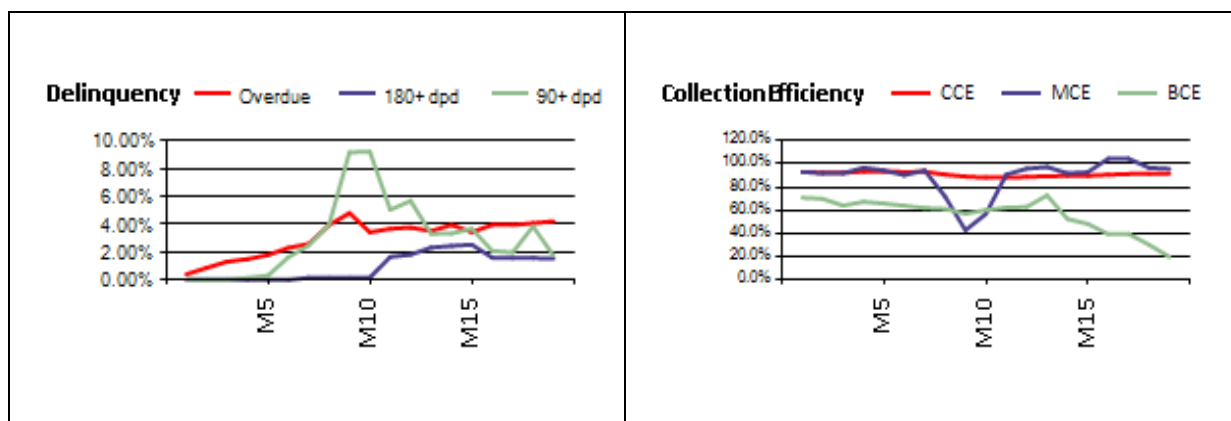 Delinquency Overdue 180+ dpd 90+ dpd
10.00%
8.00%
6.00%
4.00%
2.00%
0.00%
M5
M10
M15
Collection Efficiency CCE MCE BCE
120.0%
100.0%
80.0%
60.0%
40.0%
20.0%
0.0%
M5
M10
M15